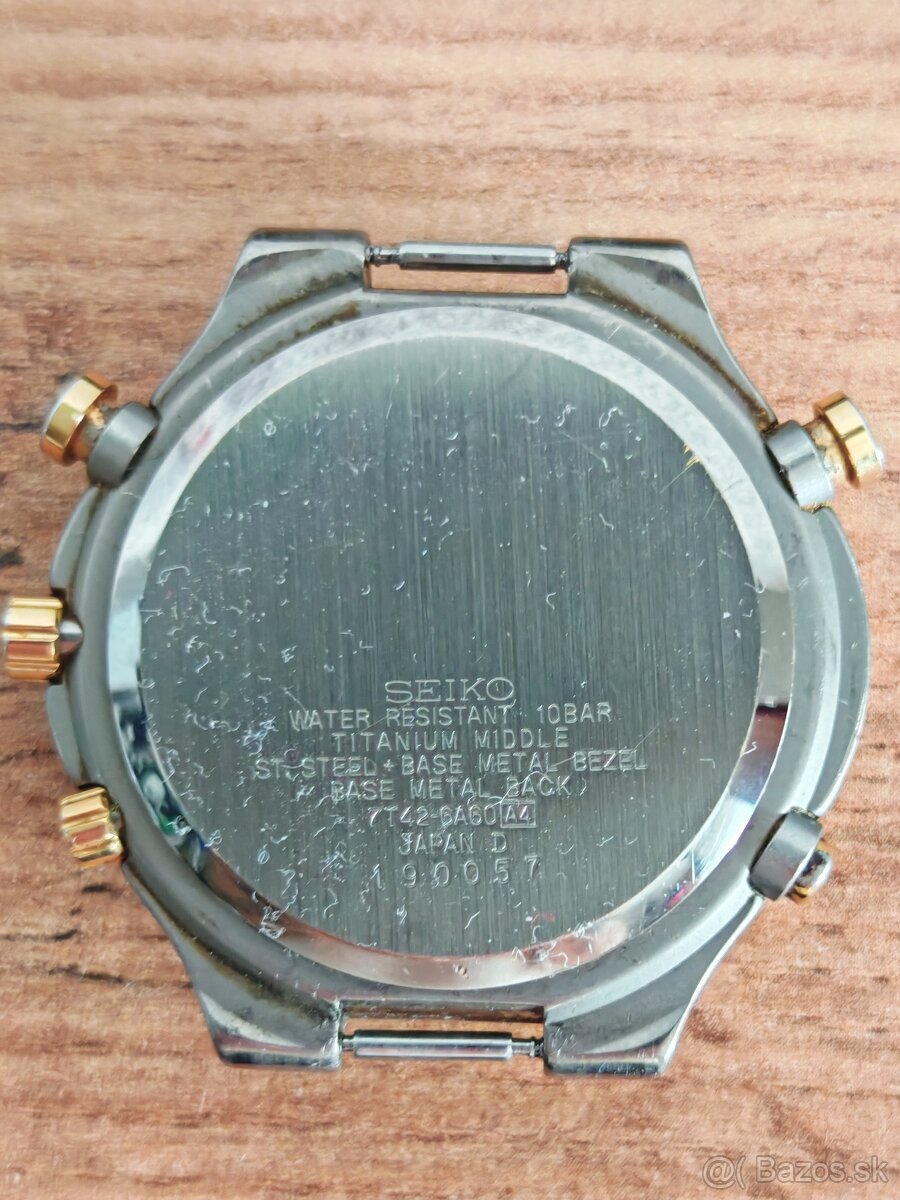 SEIKO
WATER RESISTANT 10BAR
TITANIUM MIDDLE
ST. STEEL+BASE METAL BEZEL
BASE METAL BACK
7T42-6A60 A4
JAPAN D
190057
@( Bazos.sk